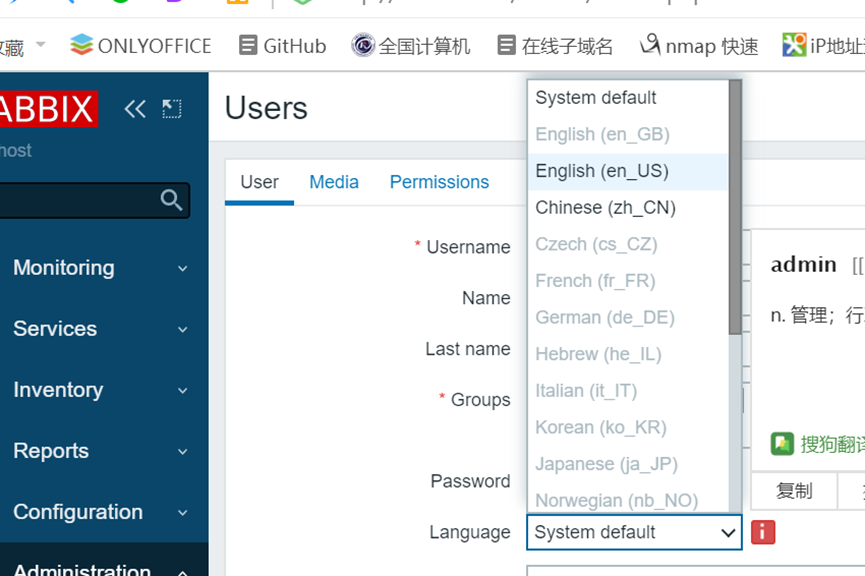 收藏 ONLYOFFICE GitHub 全国计算机 在线子域名 nmap 快速 iP地址
ABBIX
host
Users
User Media Permissions
Monitoring
Services
Inventory
Reports
Configuration
Administration
* Username
Name
Last name
* Groups
Password
Language
System default
English (en_GB)
English (en_US)
Chinese (zh_CN)
Czech (cs_CZ)
French (fr_FR)
German (de_DE)
Hebrew (he_IL)
Italian (it_IT)
Korean (ko_KR)
Japanese (ja_JP)
Norwegian (nb_NO)
System default
admin [[
n. 管理；行
搜狗翻译
复制